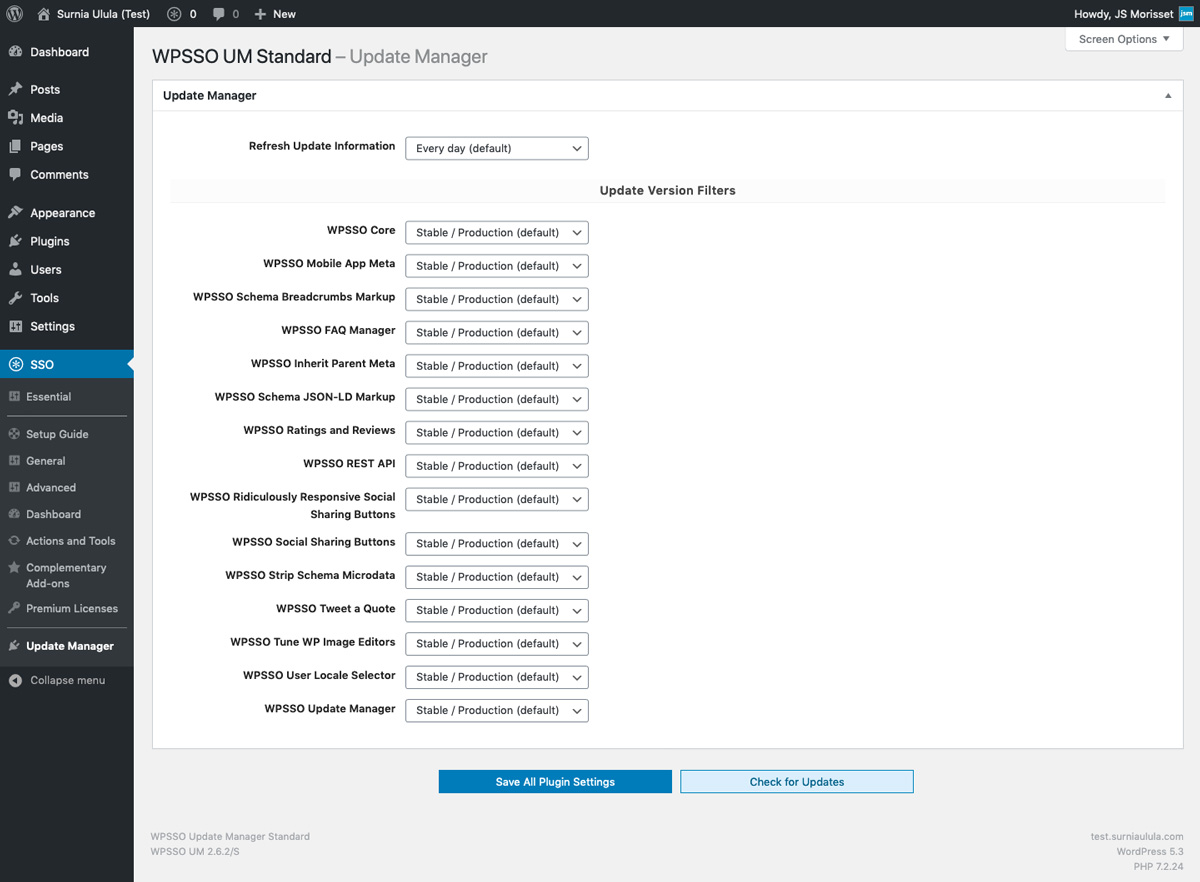 Surnia Ulula (Test) 0 0 New Howdy, JS Morisset jsm
Screen Options
Dashboard
Posts
Media
Pages
Comments
Appearance
Plugins
Users
Tools
Settings
SSO
Essential
Setup Guide
General
Advanced
Dashboard
Actions and Tools
Complementary
Add-ons
Premium Licenses
Update Manager
Collapse menu
WPSSO UM Standard – Update Manager
Update Manager
Refresh Update Information Every day (default)
Update Version Filters
WPSSO Core Stable / Production (default)
WPSSO Mobile App Meta Stable / Production (default)
WPSSO Schema Breadcrumbs Markup Stable / Production (default)
WPSSO FAQ Manager Stable / Production (default)
WPSSO Inherit Parent Meta Stable / Production (default)
WPSSO Schema JSON-LD Markup Stable / Production (default)
WPSSO Ratings and Reviews Stable / Production (default)
WPSSO REST API Stable / Production (default)
WPSSO Ridiculously Responsive Social Stable / Production (default)
Sharing Buttons
WPSSO Social Sharing Buttons Stable / Production (default)
WPSSO Strip Schema Microdata Stable / Production (default)
WPSSO Tweet a Quote Stable / Production (default)
WPSSO Tune WP Image Editors Stable / Production (default)
WPSSO User Locale Selector Stable / Production (default)
WPSSO Update Manager Stable / Production (default)
Save All Plugin Settings Check for Updates
WPSSO Update Manager Standard
WPSSO UM 2.6.2/S
test.surniaulula.com
WordPress 5.3
PHP 7.2.24